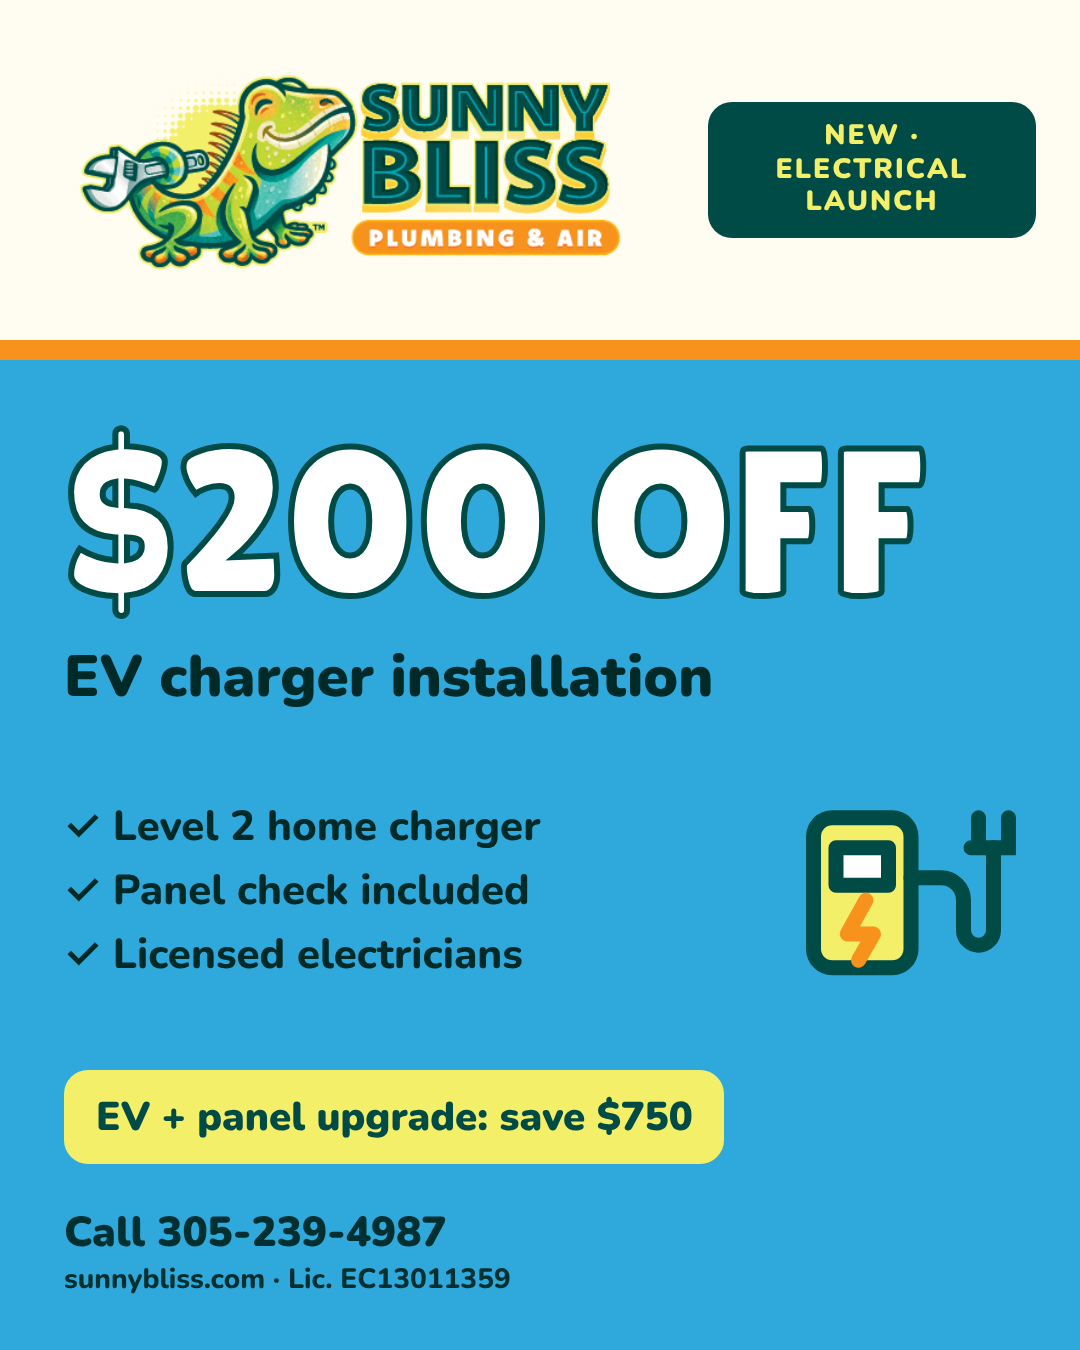 SUNNY
BLISS
PLUMBING & AIR
TM
NEW ·
ELECTRICAL
LAUNCH
$200 OFF
EV charger installation
✓ Level 2 home charger
✓ Panel check included
✓ Licensed electricians
EV + panel upgrade: save $750
Call 305-239-4987
sunnybliss.com · Lic. EC13011359